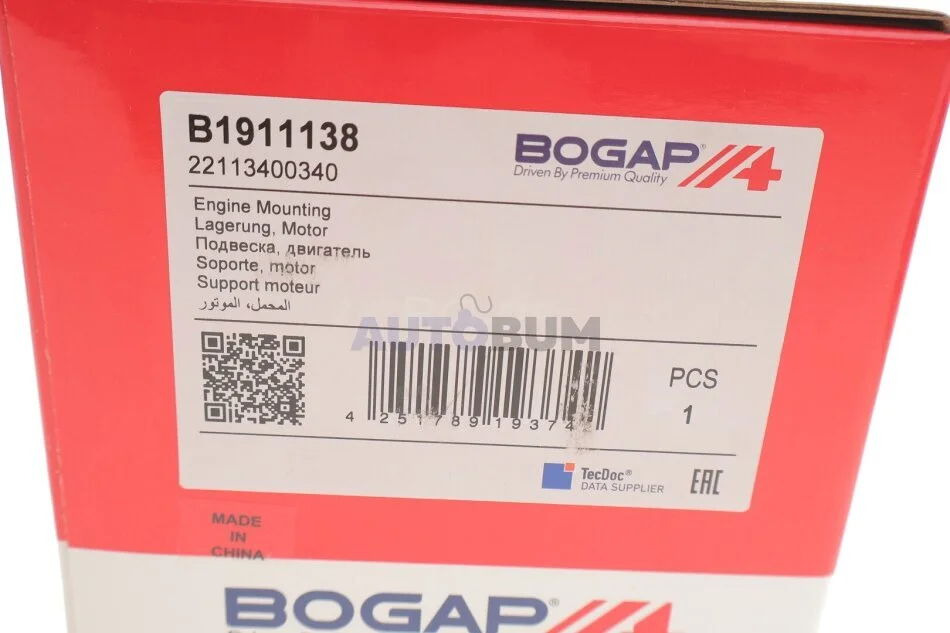 B1911138
22113400340
BOGAP®
Driven By Premium Quality
Engine Mounting
Lagerung, Motor
Подвеска, двигатель
Soporte, motor
Support moteur
المحمل، الموتور
AUTOBUM
PCS
1
4 251789 19374
TecDoc®
DATA SUPPLIER
EAC
MADE
IN
CHINA
BOGAP®